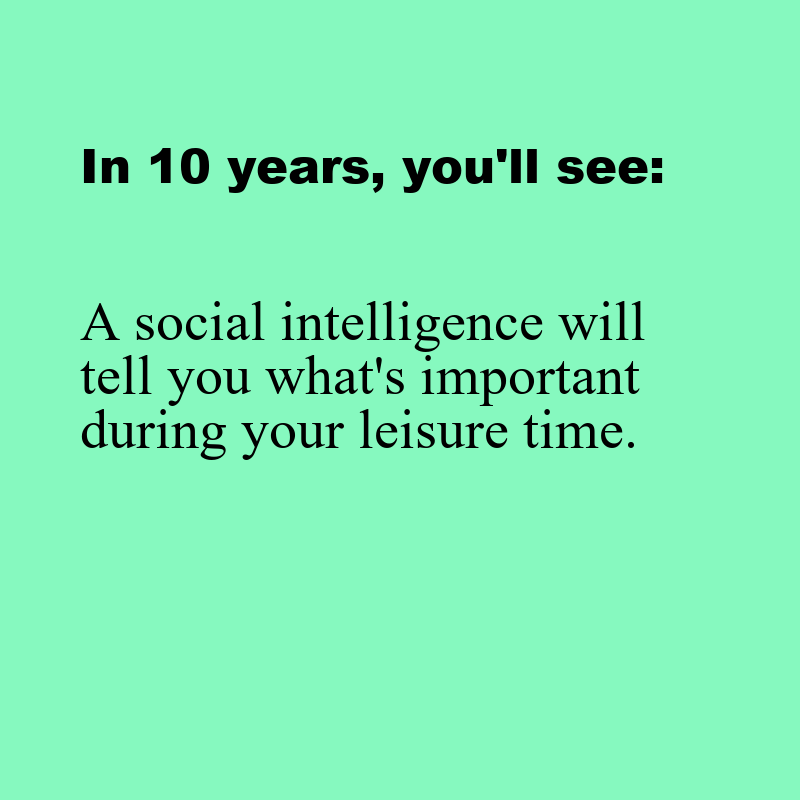 In 10 years, you'll see:
A social intelligence will
tell you what's important
during your leisure time.